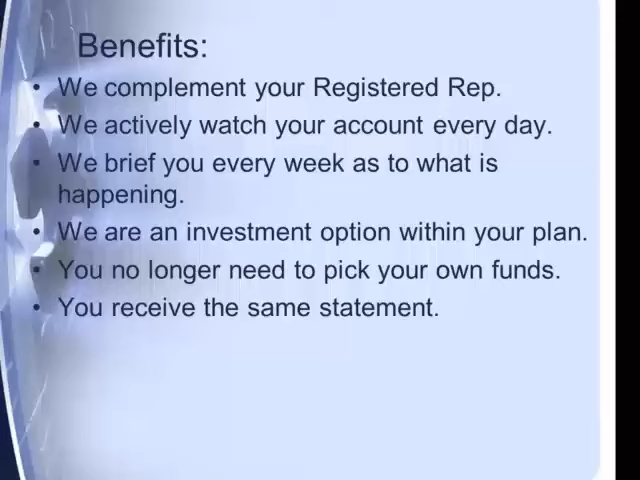 Benefits:
• We complement your Registered Rep.
• We actively watch your account every day.
• We brief you every week as to what is
happening.
• We are an investment option within your plan.
• You no longer need to pick your own funds.
• You receive the same statement.